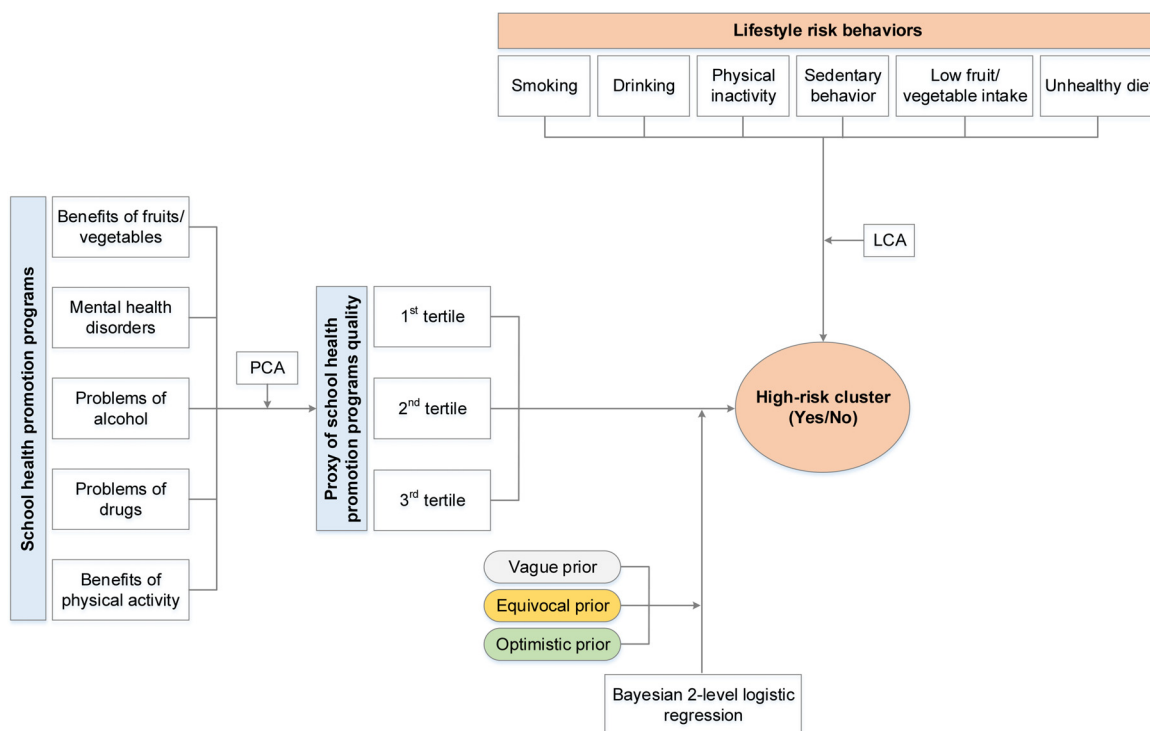 Lifestyle risk behaviors
Smoking
Drinking
Physical
inactivity
Sedentary
behavior
Low fruit/
vegetable intake
Unhealthy diet
LCA
School health promotion programs
Benefits of fruits/
vegetables
Mental health
disorders
Problems of
alcohol
Problems of
drugs
Benefits of
physical activity
PCA
Proxy of school health
promotion programs quality
1st tertile
2nd tertile
3rd tertile
High-risk cluster
(Yes/No)
Vague prior
Equivocal prior
Optimistic prior
Bayesian 2-level logistic
regression